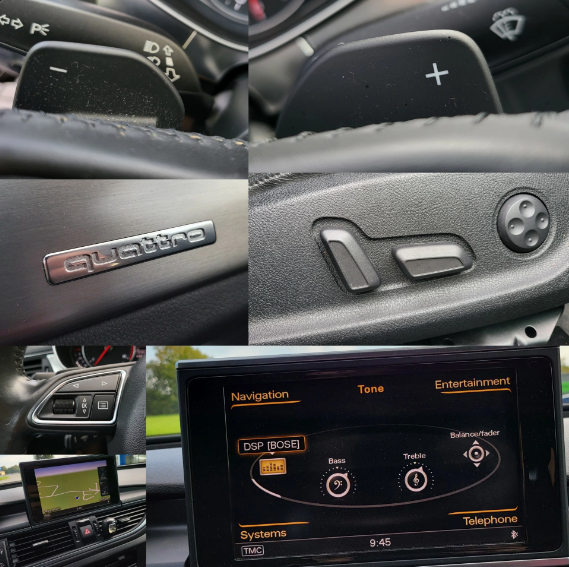 −
+
quattro
Navigation
Tone
Entertainment
DSP [BOSE]
Bass
Treble
Balance/fader
Systems
Telephone
TMC
9:45